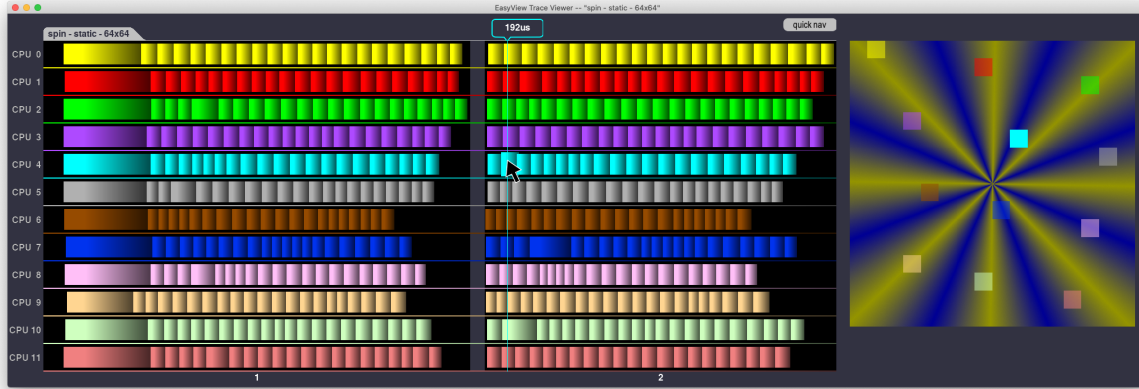 EasyView Trace Viewer -- "spin - static - 64x64"
192us
quick nav
spin - static - 64x64
CPU 0
CPU 1
CPU 2
CPU 3
CPU 4
CPU 5
CPU 6
CPU 7
CPU 8
CPU 9
CPU 10
CPU 11
1
2